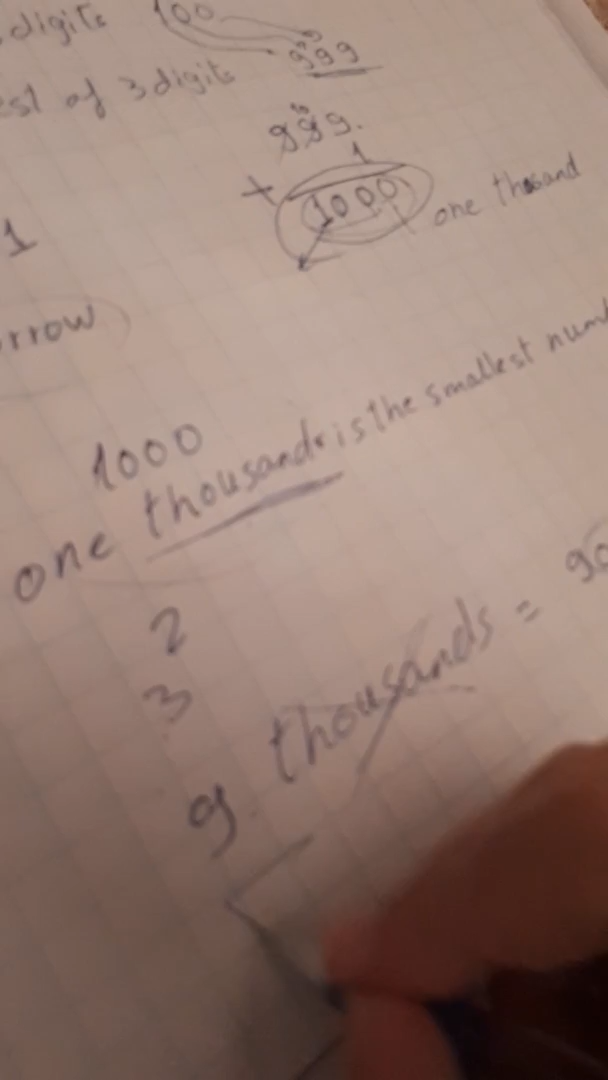 digits 100
999
est of 3 digits
999.
1
+
1000 one thousand
1
rrow
1000
one thousand is the smallest num
2
3
9 thousands = 90